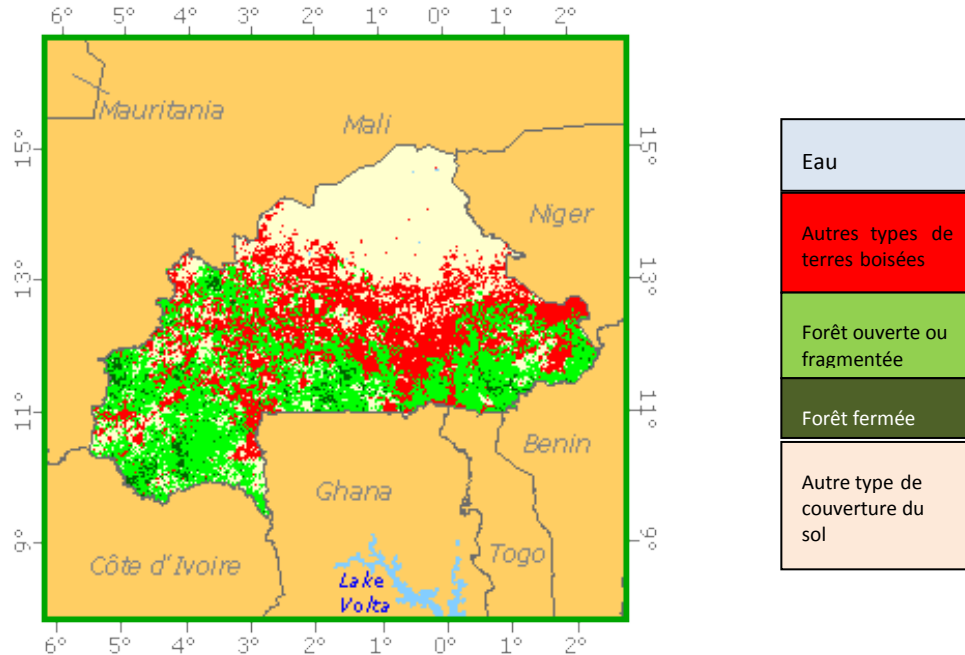 6° 5° 4° 3° 2° 1° 0° 1° 2°
Mauritania
Mali
15° 15°
Niger
13° 13°
11° 11°
Benin
Ghana
9° 9°
Togo
Côte d'Ivoire
Lake
Volta
6° 5° 4° 3° 2° 1° 0° 1° 2°
Eau
Autres types de
terres boisées
Forêt ouverte ou
fragmentée
Forêt fermée
Autre type de
couverture du
sol